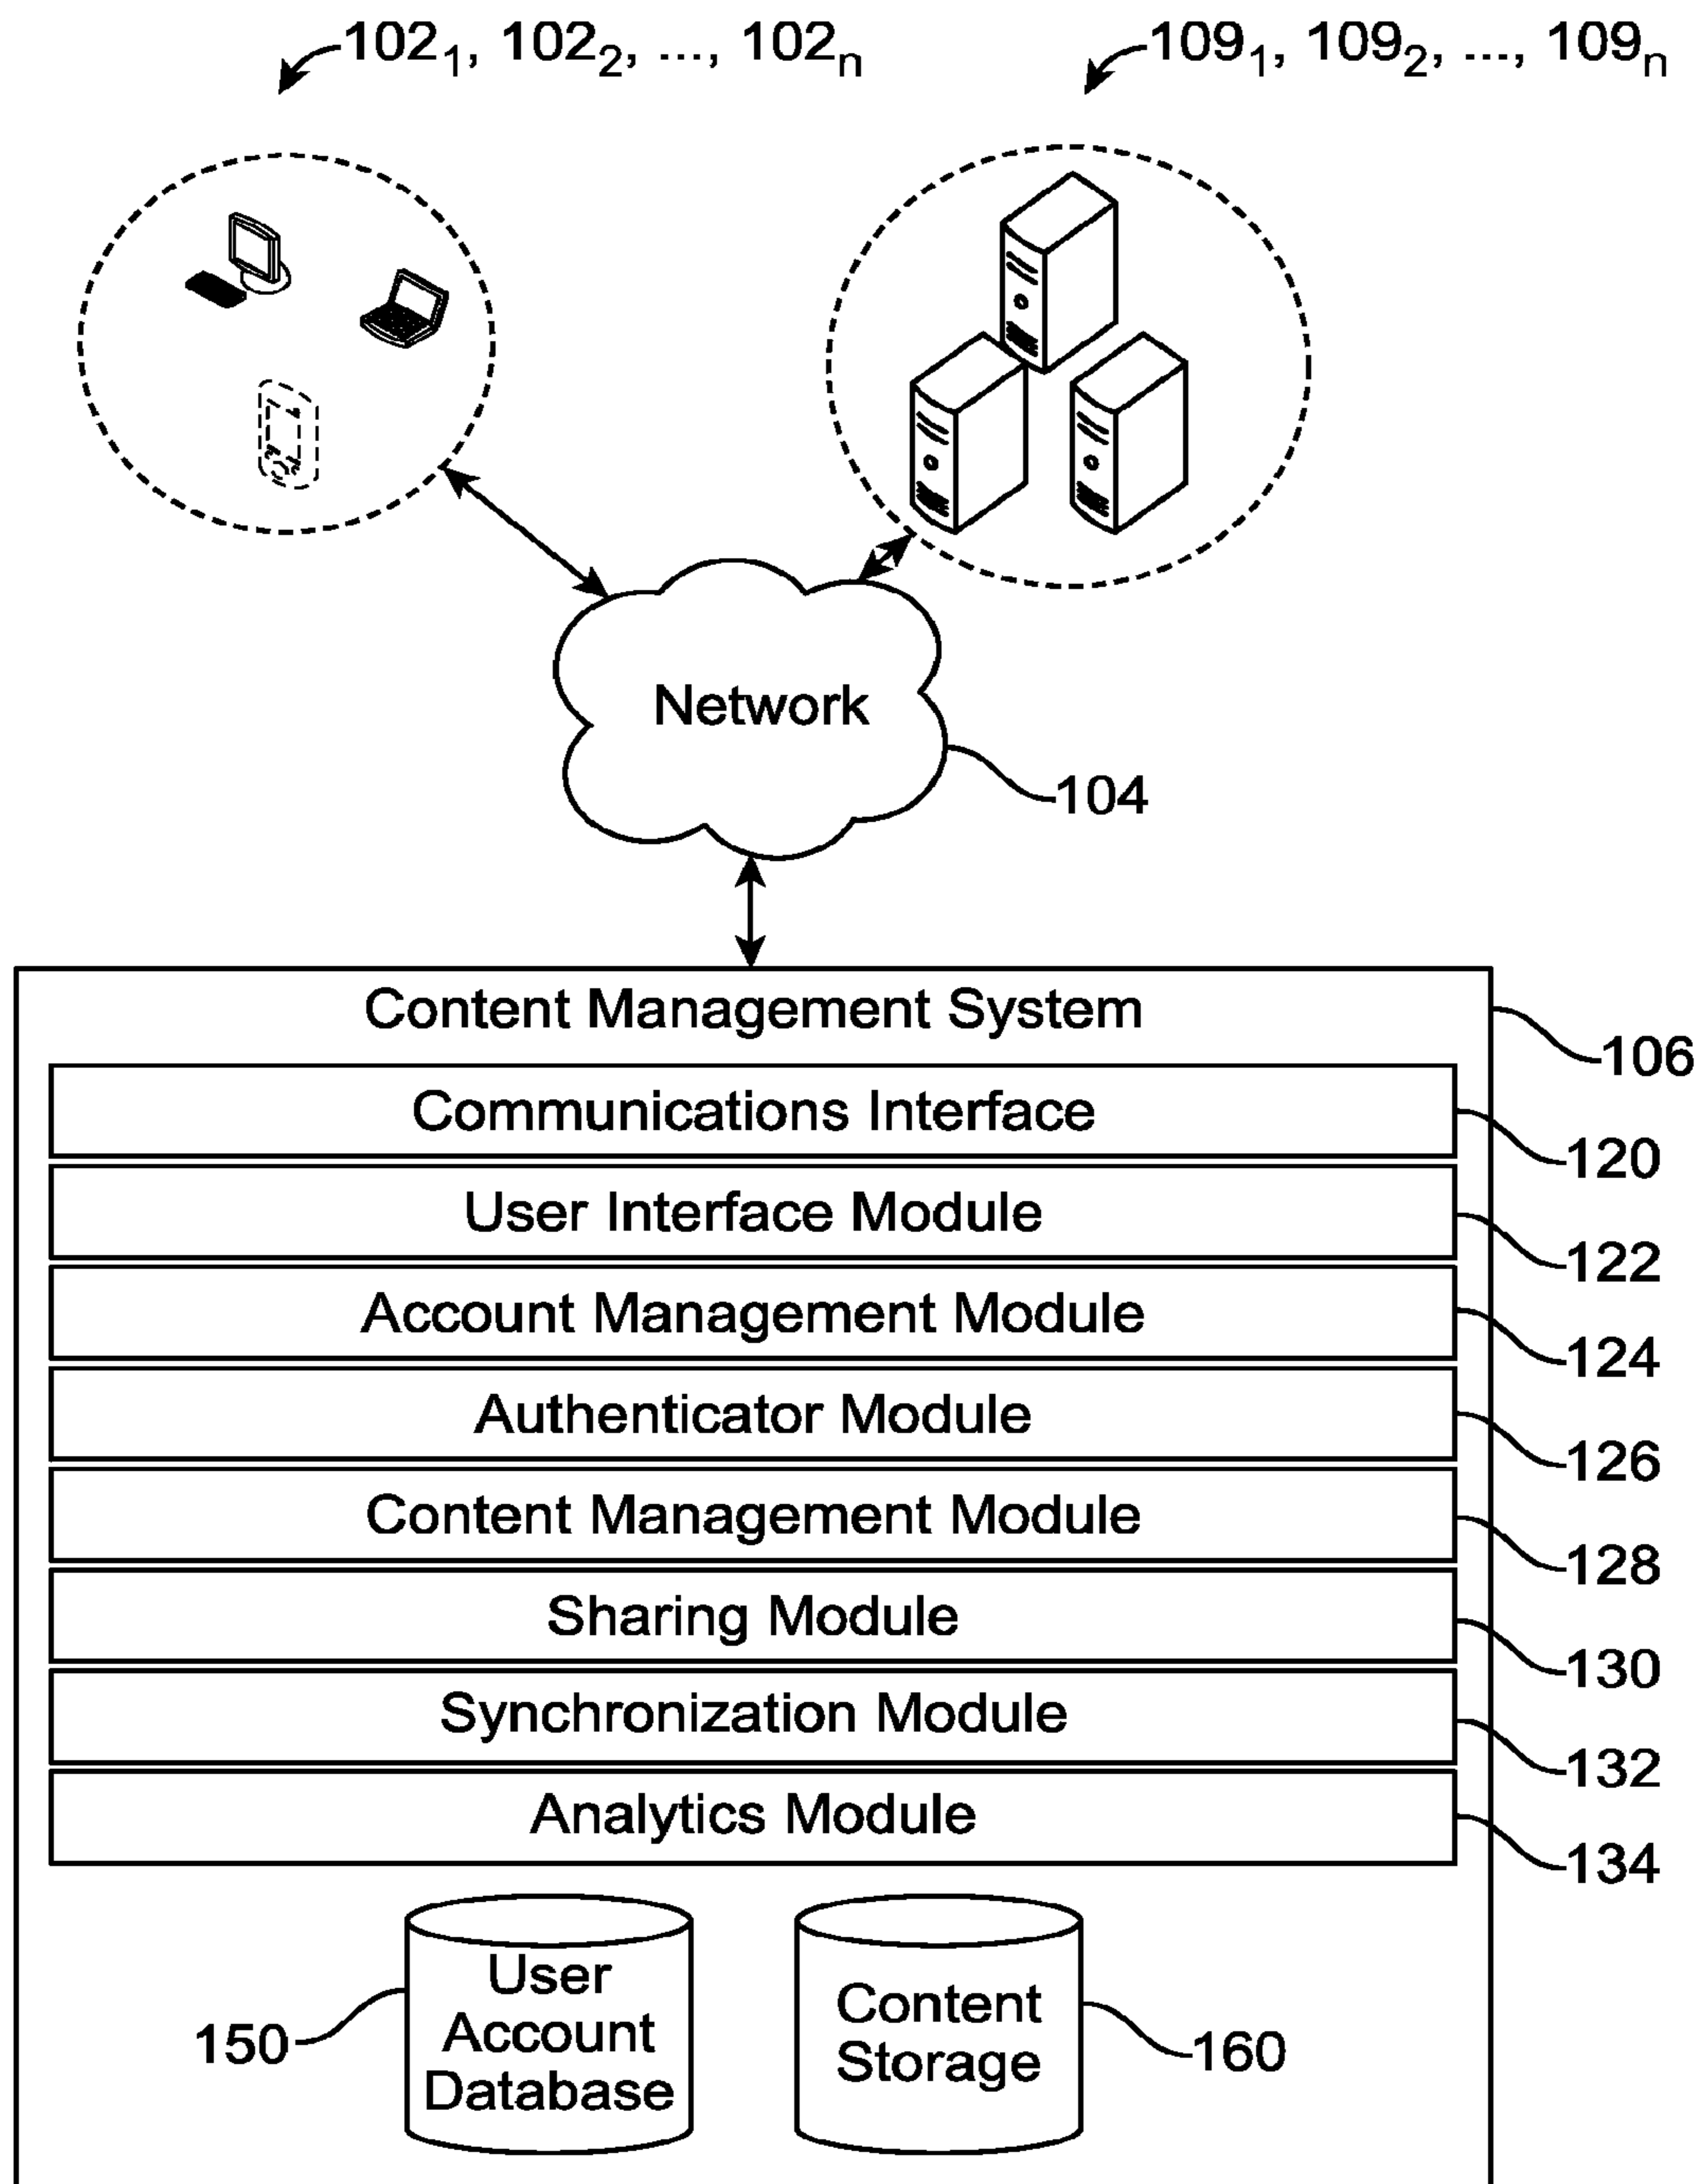 102₁, 102₂, ..., 102ₙ
109₁, 109₂, ..., 109ₙ
Network
104
Content Management System
106
Communications Interface
120
User Interface Module
122
Account Management Module
124
Authenticator Module
126
Content Management Module
128
Sharing Module
130
Synchronization Module
132
Analytics Module
134
150
User
Account
Database
Content
Storage
160